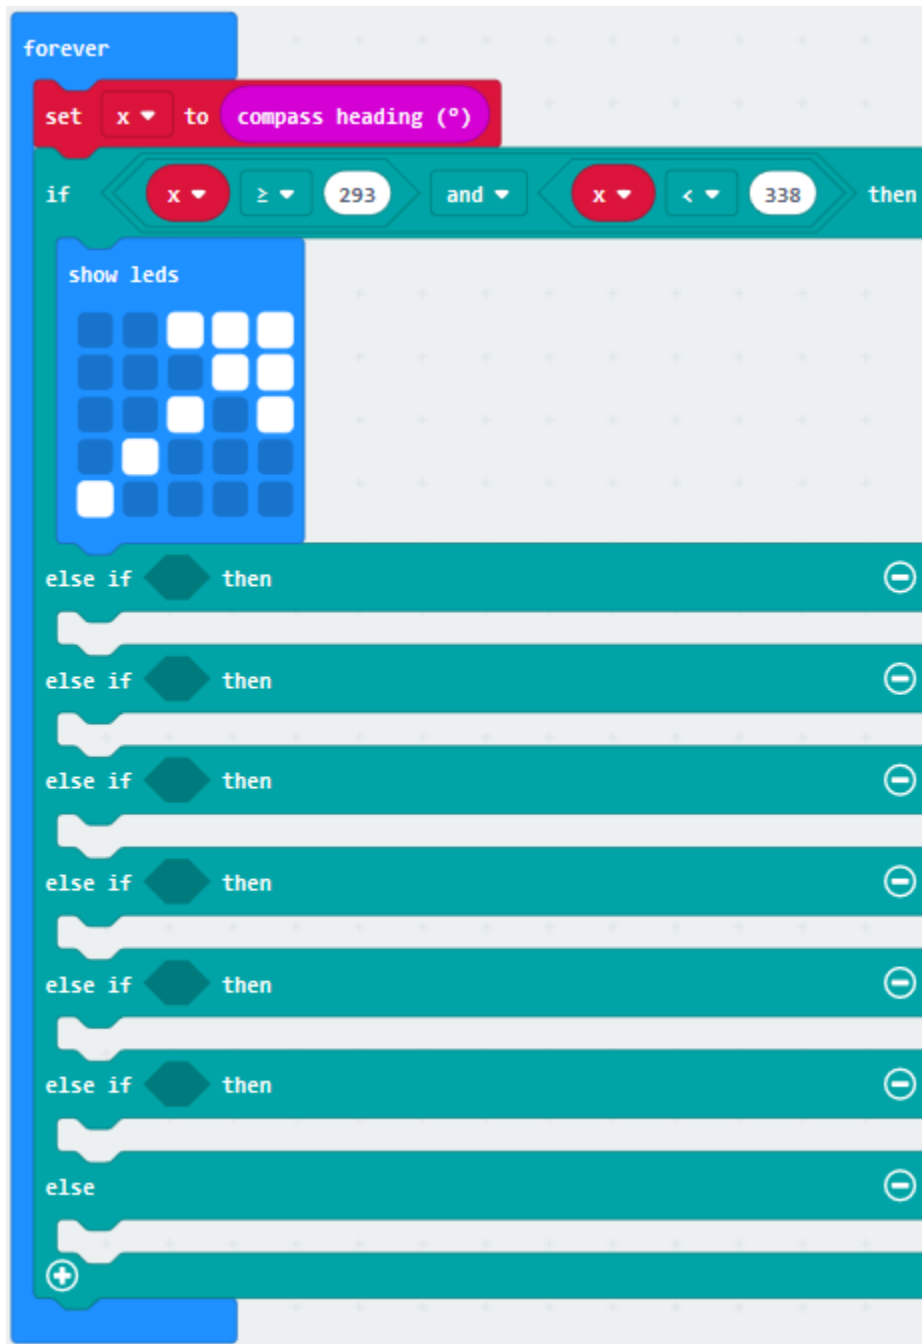 forever
set x to compass heading (°)
if x ≥ 293 and x < 338 then
show leds
else if then
else if then
else if then
else if then
else if then
else if then
else